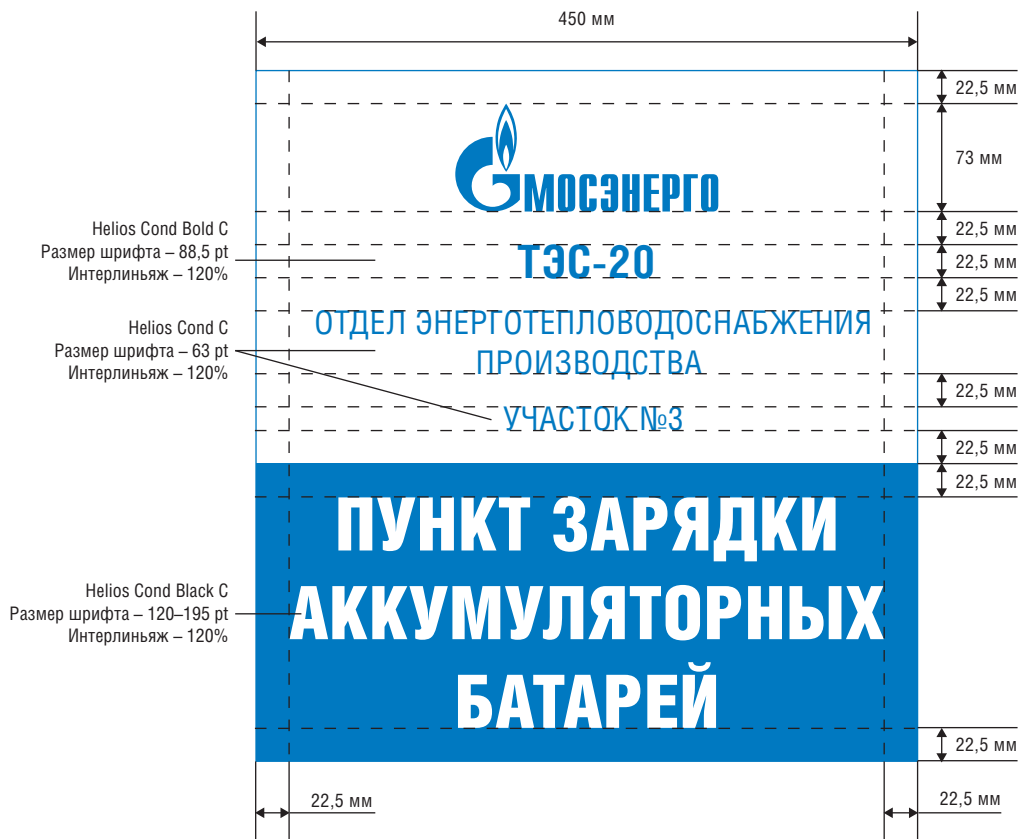 450 мм
22,5 мм
МОСЭНЕРГО
73 мм
22,5 мм
Helios Cond Bold C
Размер шрифта – 88,5 pt
Интерлиньяж – 120%
ТЭС-20
22,5 мм
22,5 мм
Helios Cond C
Размер шрифта – 63 pt
Интерлиньяж – 120%
ОТДЕЛ ЭНЕРГОТЕПЛОВОДОСНАБЖЕНИЯ
ПРОИЗВОДСТВА
22,5 мм
УЧАСТОК №3
22,5 мм
22,5 мм
ПУНКТ ЗАРЯДКИ
АККУМУЛЯТОРНЫХ
БАТАРЕЙ
Helios Cond Black C
Размер шрифта – 120–195 pt
Интерлиньяж – 120%
22,5 мм
22,5 мм
22,5 мм